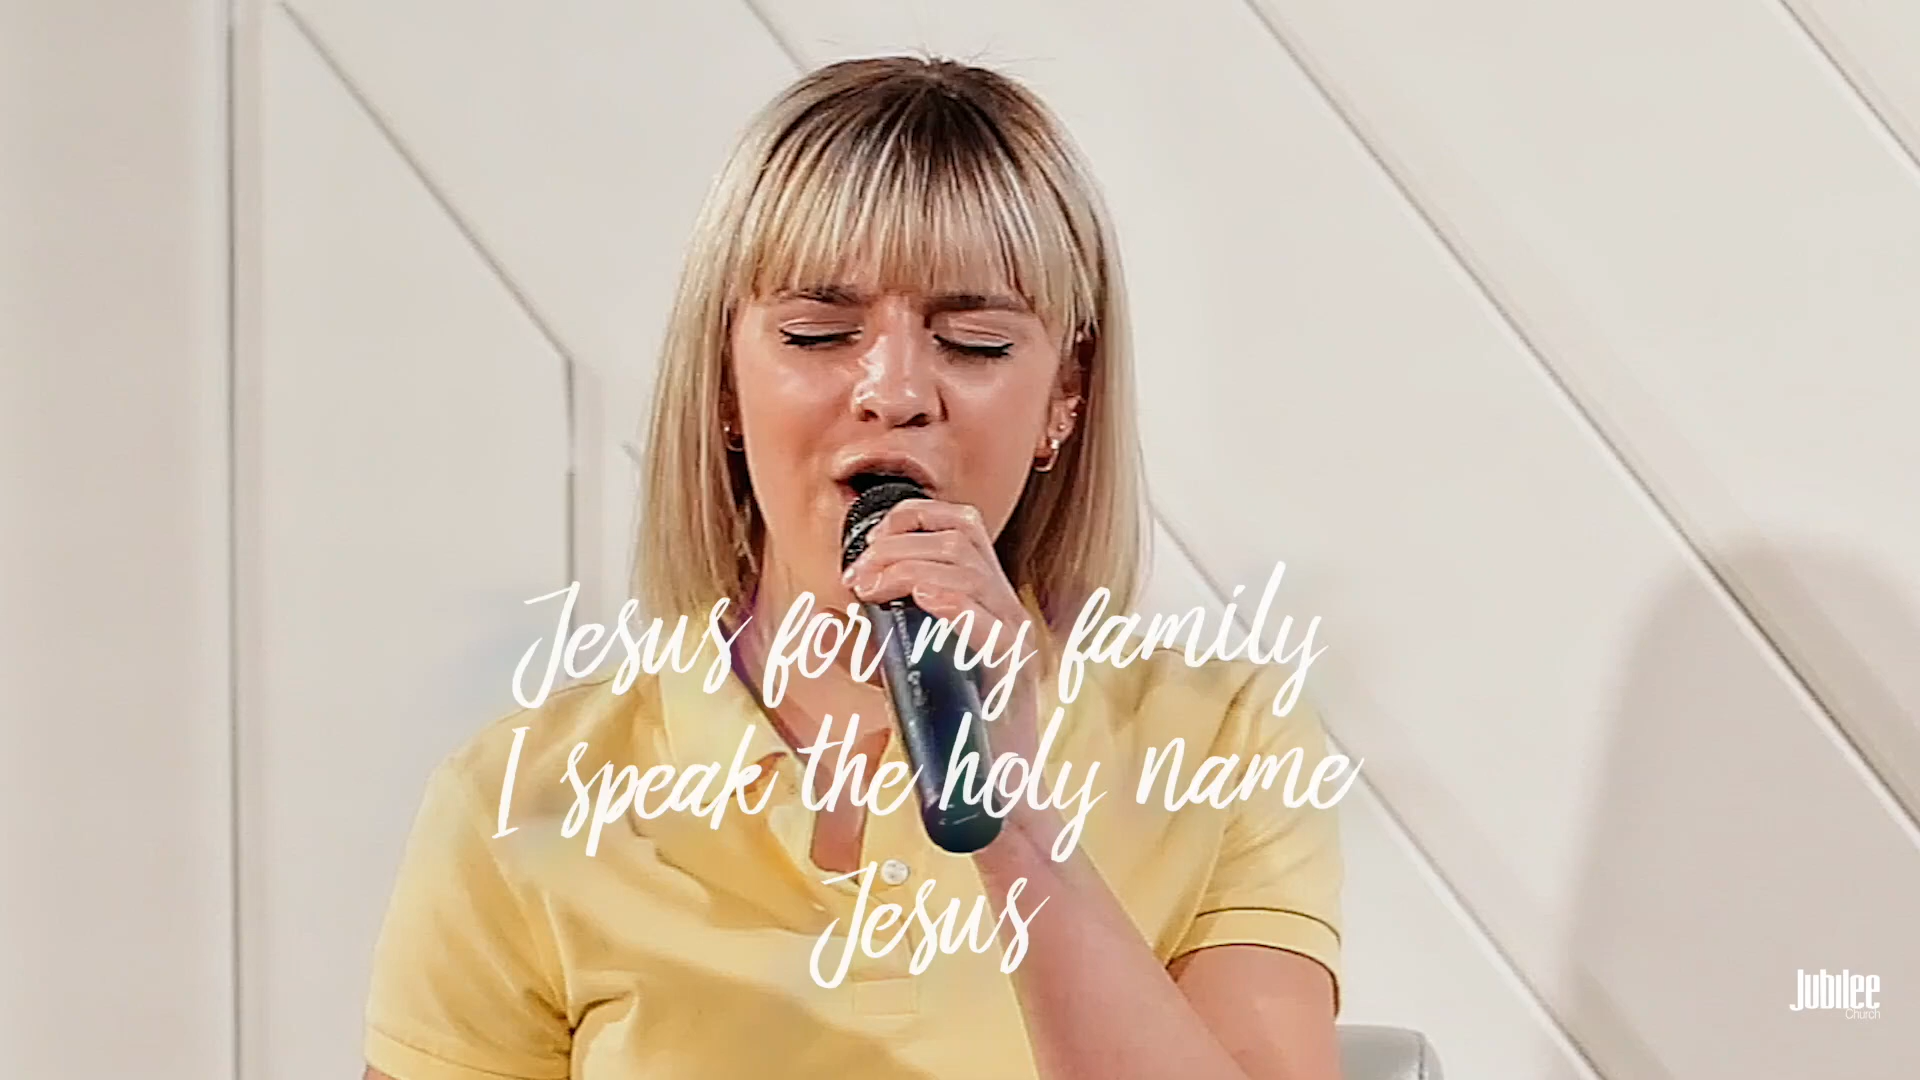 Jesus for my family
I speak the holy name
Jesus
Jubilee
Church